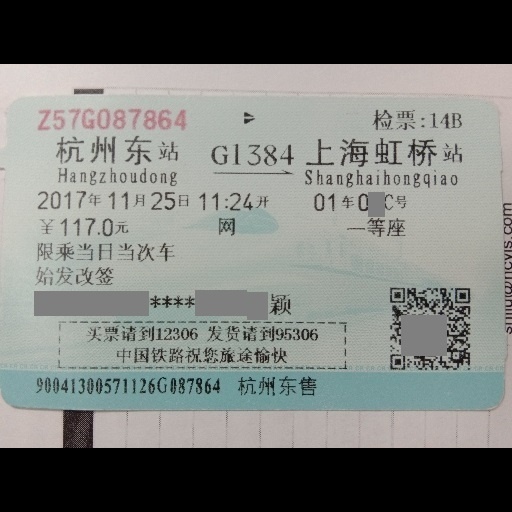 Z57G087864 检票:14B
杭州东站 G1384 上海虹桥站
Hangzhoudong Shanghaihongqiao
2017年11月25日 11:24开 01车0 C号
￥117.0元 网 一等座
限乘当日当次车
始发改签
**** 颖
买票请到12306 发货请到95306
中国铁路祝您旅途愉快
90041300571126G087864 杭州东售